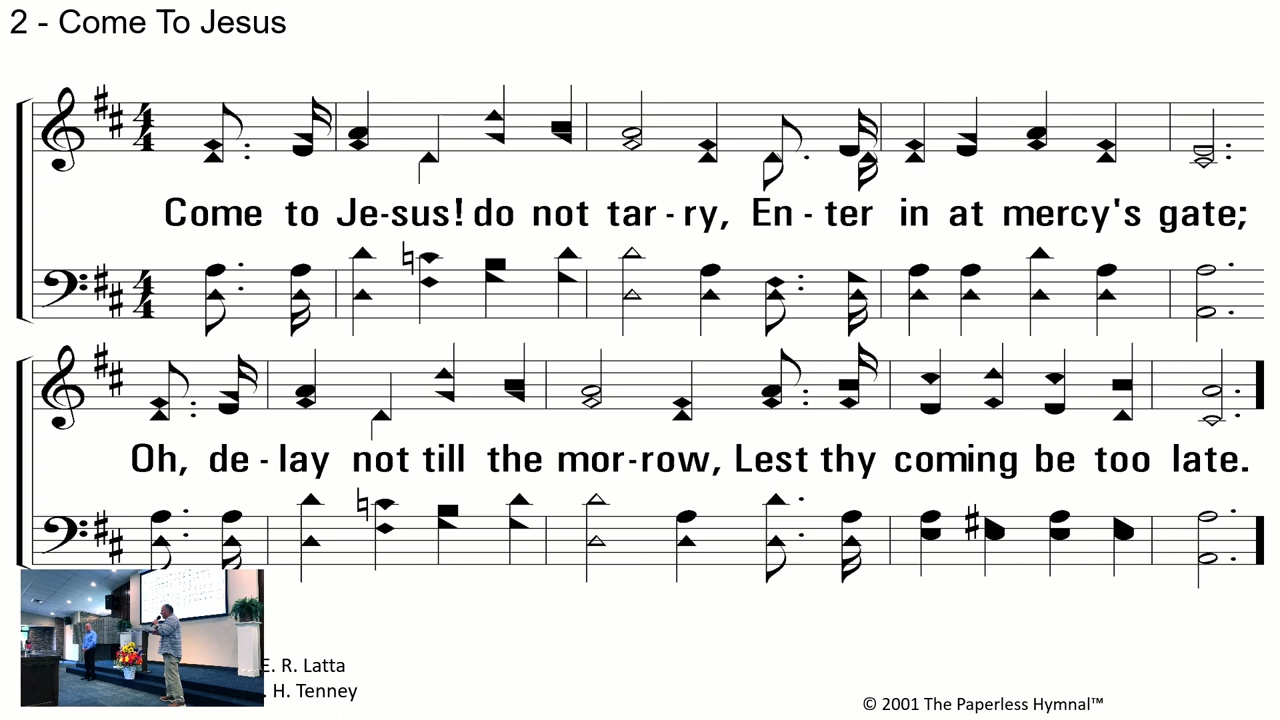 2 - Come To Jesus
Come to Je-sus! do not tar - ry, En - ter in at mercy's gate;
Oh, de - lay not till the mor-row, Lest thy coming be too late.
E. R. Latta
. H. Tenney
© 2001 The Paperless Hymnal™